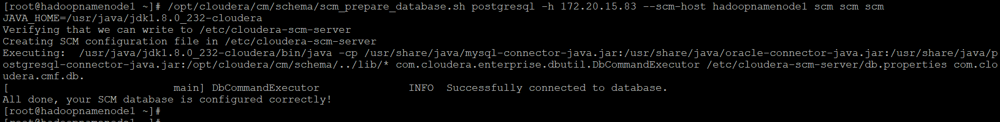 [root@hadoopnamenode1 ~]# /opt/cloudera/cm/schema/scm_prepare_database.sh postgresql -h 172.20.15.83 --scm-host hadoopnamenode1 scm scm scm
JAVA_HOME=/usr/java/jdk1.8.0_232-cloudera
Verifying that we can write to /etc/cloudera-scm-server
Creating SCM configuration file in /etc/cloudera-scm-server
Executing:  /usr/java/jdk1.8.0_232-cloudera/bin/java -cp /usr/share/java/mysql-connector-java.jar:/usr/share/java/oracle-connector-java.jar:/usr/share/java/p
ostgresql-connector-java.jar:/opt/cloudera/cm/schema/../lib/* com.cloudera.enterprise.dbutil.DbCommandExecutor /etc/cloudera-scm-server/db.properties com.clo
udera.cmf.db.
[                          main] DbCommandExecutor              INFO  Successfully connected to database.
All done, your SCM database is configured correctly!
[root@hadoopnamenode1 ~]#
[root@hadoopnamenode1 ~]#